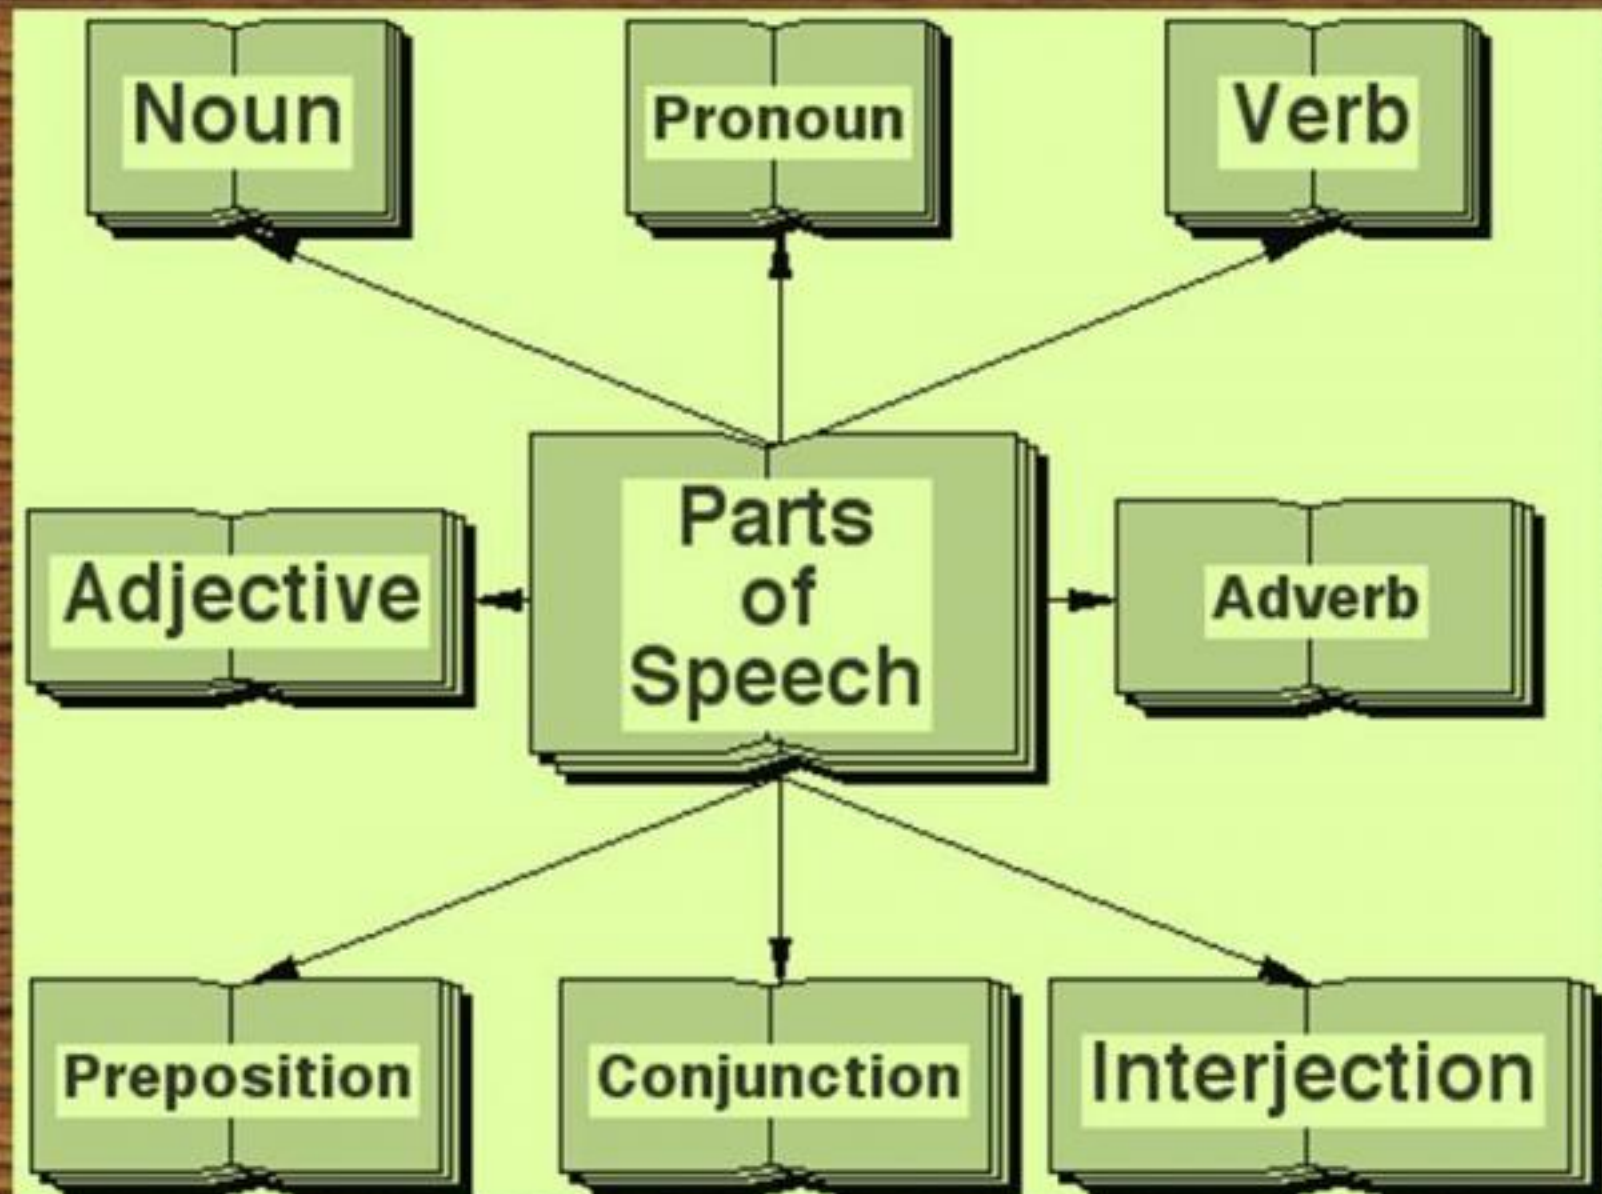 Noun
Pronoun
Verb
Parts
of
Speech
Adjective
Adverb
Preposition
Conjunction
Interjection